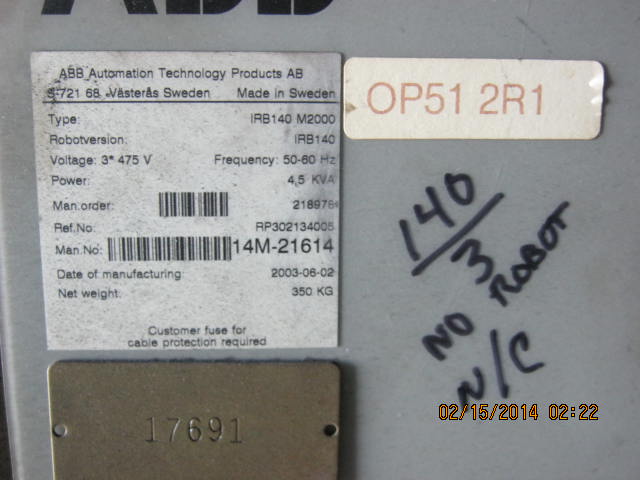 ABB
ABB Automation Technology Products AB
S-721 68 Västerås Sweden Made in Sweden
Type: IRB140 M2000
Robotversion: IRB140
Voltage: 3* 475 V Frequency: 50-60 Hz
Power: 4,5 KVA
Man.order: 218978
Ref.No: RP302134005
Man.No: 14M-21614
Date of manufacturing: 2003-06-02
Net weight: 350 KG
Customer fuse for
cable protection required
OP51 2R1
140/3
NO ROBOT
N/C
17691
02/15/2014 02:22